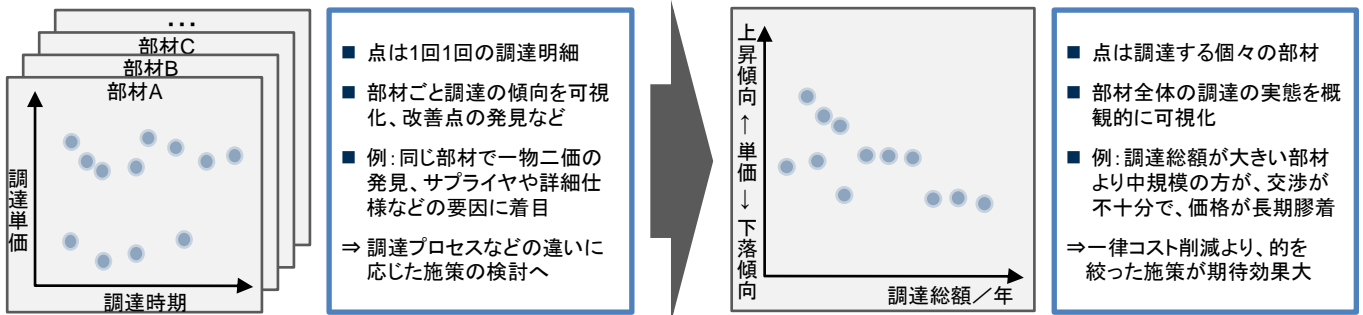 …
部材C
部材B
部材A
調達単価
調達時期
■ 点は1回1回の調達明細
■ 部材ごと調達の傾向を可視
化、改善点の発見など
■ 例：同じ部材で一物二価の
発見、サプライヤや詳細仕
様などの要因に着目
⇒ 調達プロセスなどの違いに
応じた施策の検討へ
上昇傾向 ↑ 単価 ↓ 下落傾向
調達総額／年
■ 点は調達する個々の部材
■ 部材全体の調達の実態を概
観的に可視化
■ 例：調達総額が大きい部材
より中規模の方が、交渉が
不十分で、価格が長期膠着
⇒一律コスト削減より、的を
絞った施策が期待効果大